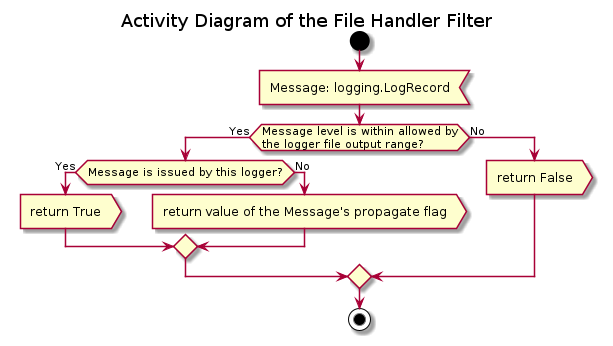 Activity Diagram of the File Handler Filter
Message: logging.LogRecord
Yes
Message level is within allowed by
the logger file output range?
No
Yes
Message is issued by this logger?
No
return False
return True
return value of the Message's propagate flag